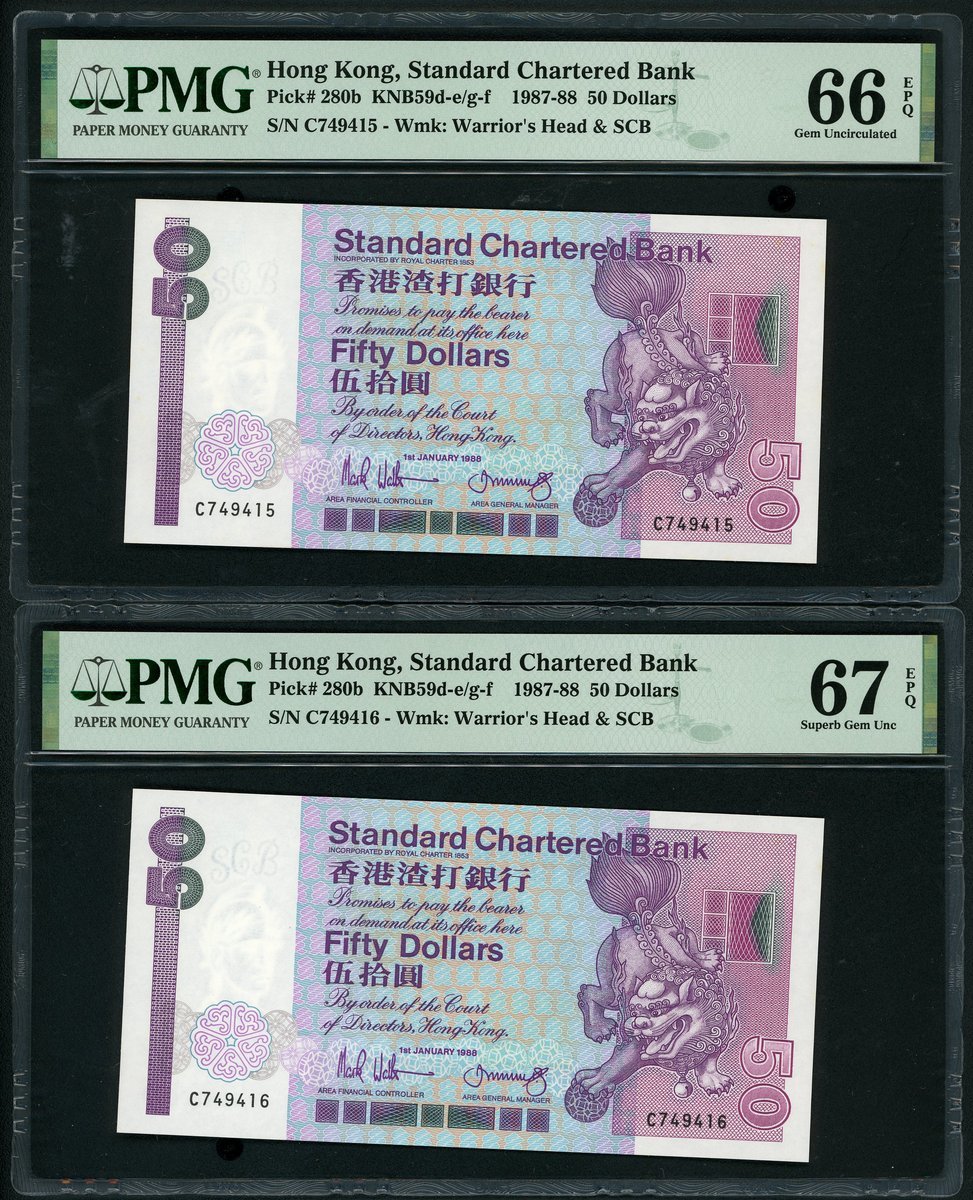 PMG®
PAPER MONEY GUARANTY
Hong Kong, Standard Chartered Bank
Pick# 280b KNB59d-e/g-f 1987-88 50 Dollars
S/N C749415 - Wmk: Warrior's Head & SCB
66 EPQ
Gem Uncirculated
50
SCB
Standard Chartered Bank
INCORPORATED BY ROYAL CHARTER 1853
香港渣打銀行
Promises to pay the bearer
on demand at its office here
Fifty Dollars
伍拾圓
By order of the Court
of Directors, Hong Kong.
1st JANUARY 1988
AREA FINANCIAL CONTROLLER
AREA GENERAL MANAGER
C749415
C749415
50
PMG®
PAPER MONEY GUARANTY
Hong Kong, Standard Chartered Bank
Pick# 280b KNB59d-e/g-f 1987-88 50 Dollars
S/N C749416 - Wmk: Warrior's Head & SCB
67 EPQ
Superb Gem Unc
50
SCB
Standard Chartered Bank
INCORPORATED BY ROYAL CHARTER 1853
香港渣打銀行
Promises to pay the bearer
on demand at its office here
Fifty Dollars
伍拾圓
By order of the Court
of Directors, Hong Kong.
1st JANUARY 1988
AREA FINANCIAL CONTROLLER
AREA GENERAL MANAGER
C749416
C749416
50